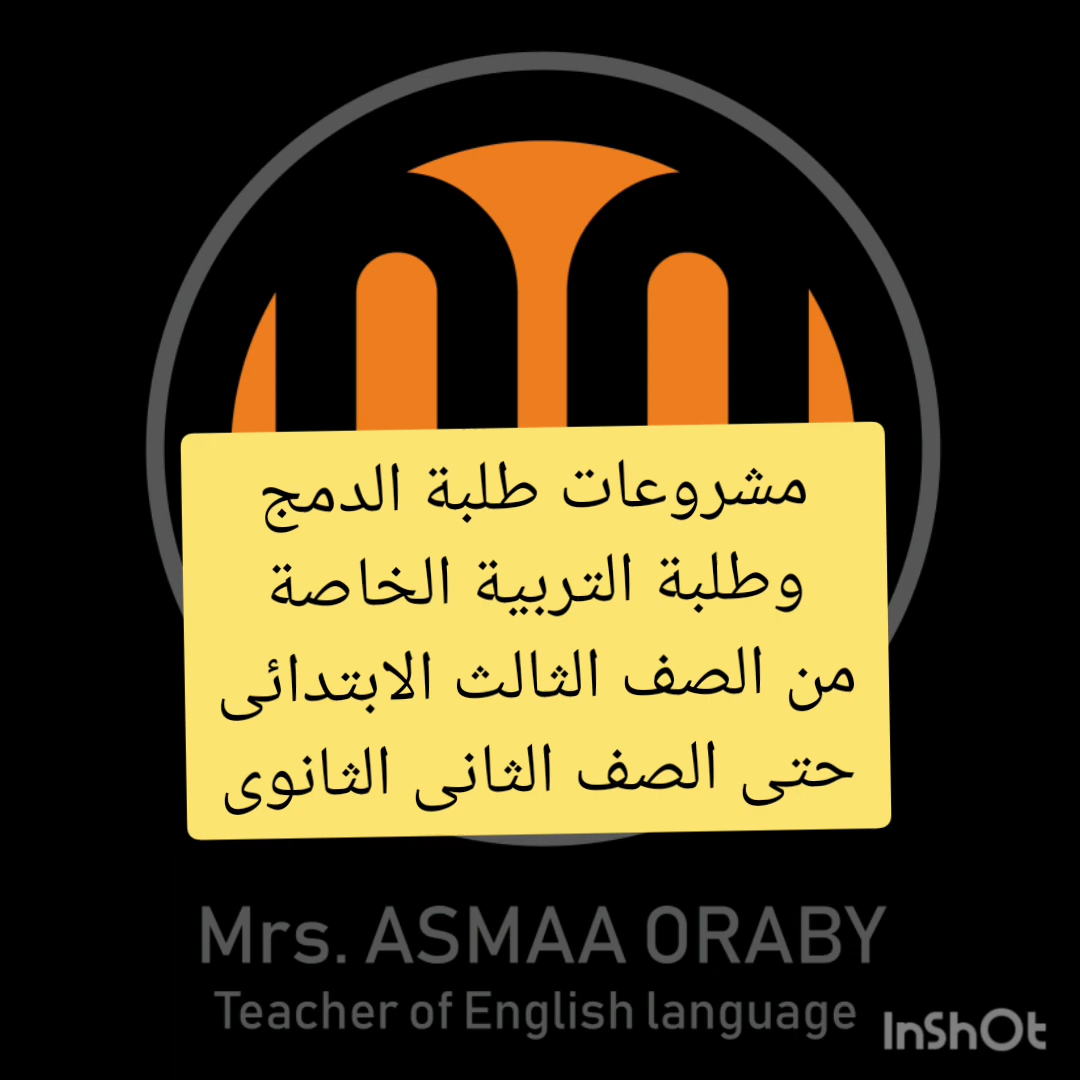 مشروعات طلبة الدمج
وطلبة التربية الخاصة
من الصف الثالث الابتدائى
حتى الصف الثانى الثانوى
Mrs. ASMAA ORABY
Teacher of English language
InShOt